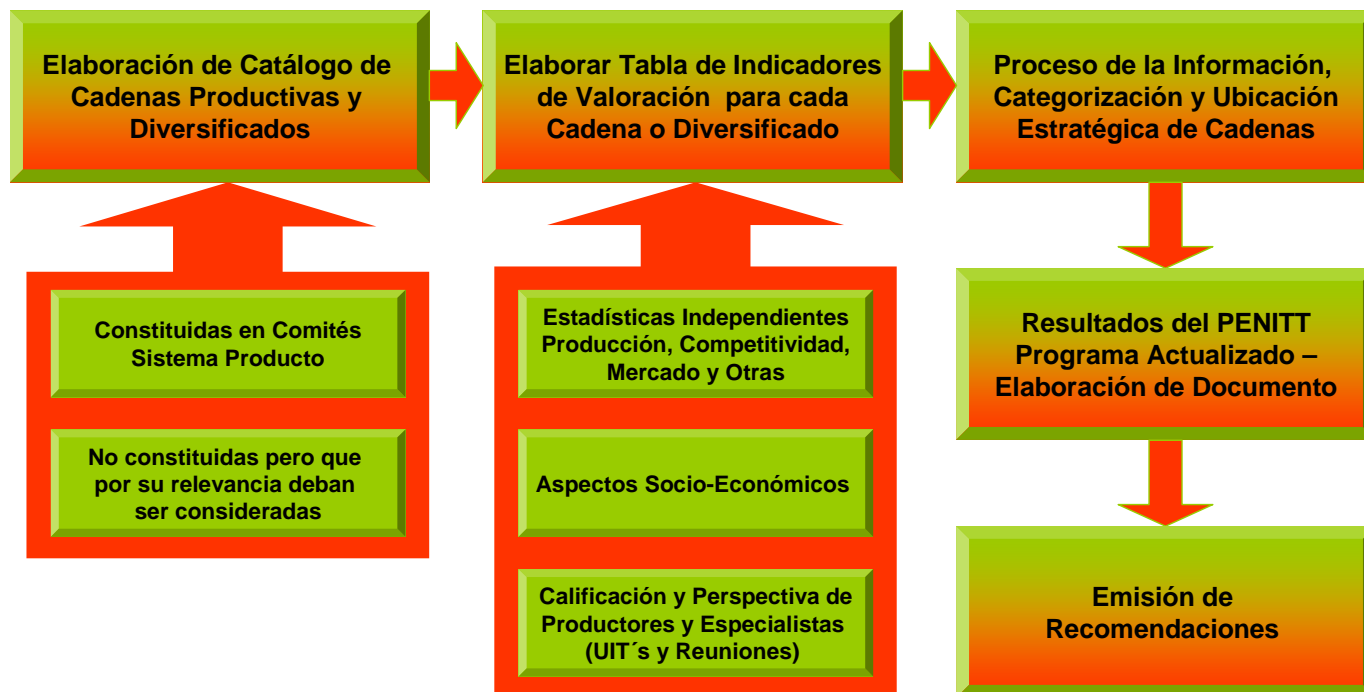 Elaboración de Catálogo de
Cadenas Productivas y
Diversificados
Elaborar Tabla de Indicadores
de Valoración para cada
Cadena o Diversificado
Proceso de la Información,
Categorización y Ubicación
Estratégica de Cadenas
Constituidas en Comités
Sistema Producto
No constituidas pero que
por su relevancia deban
ser consideradas
Estadísticas Independientes
Producción, Competitividad,
Mercado y Otras
Aspectos Socio-Económicos
Calificación y Perspectiva de
Productores y Especialistas
(UIT´s y Reuniones)
Resultados del PENITT
Programa Actualizado –
Elaboración de Documento
Emisión de
Recomendaciones